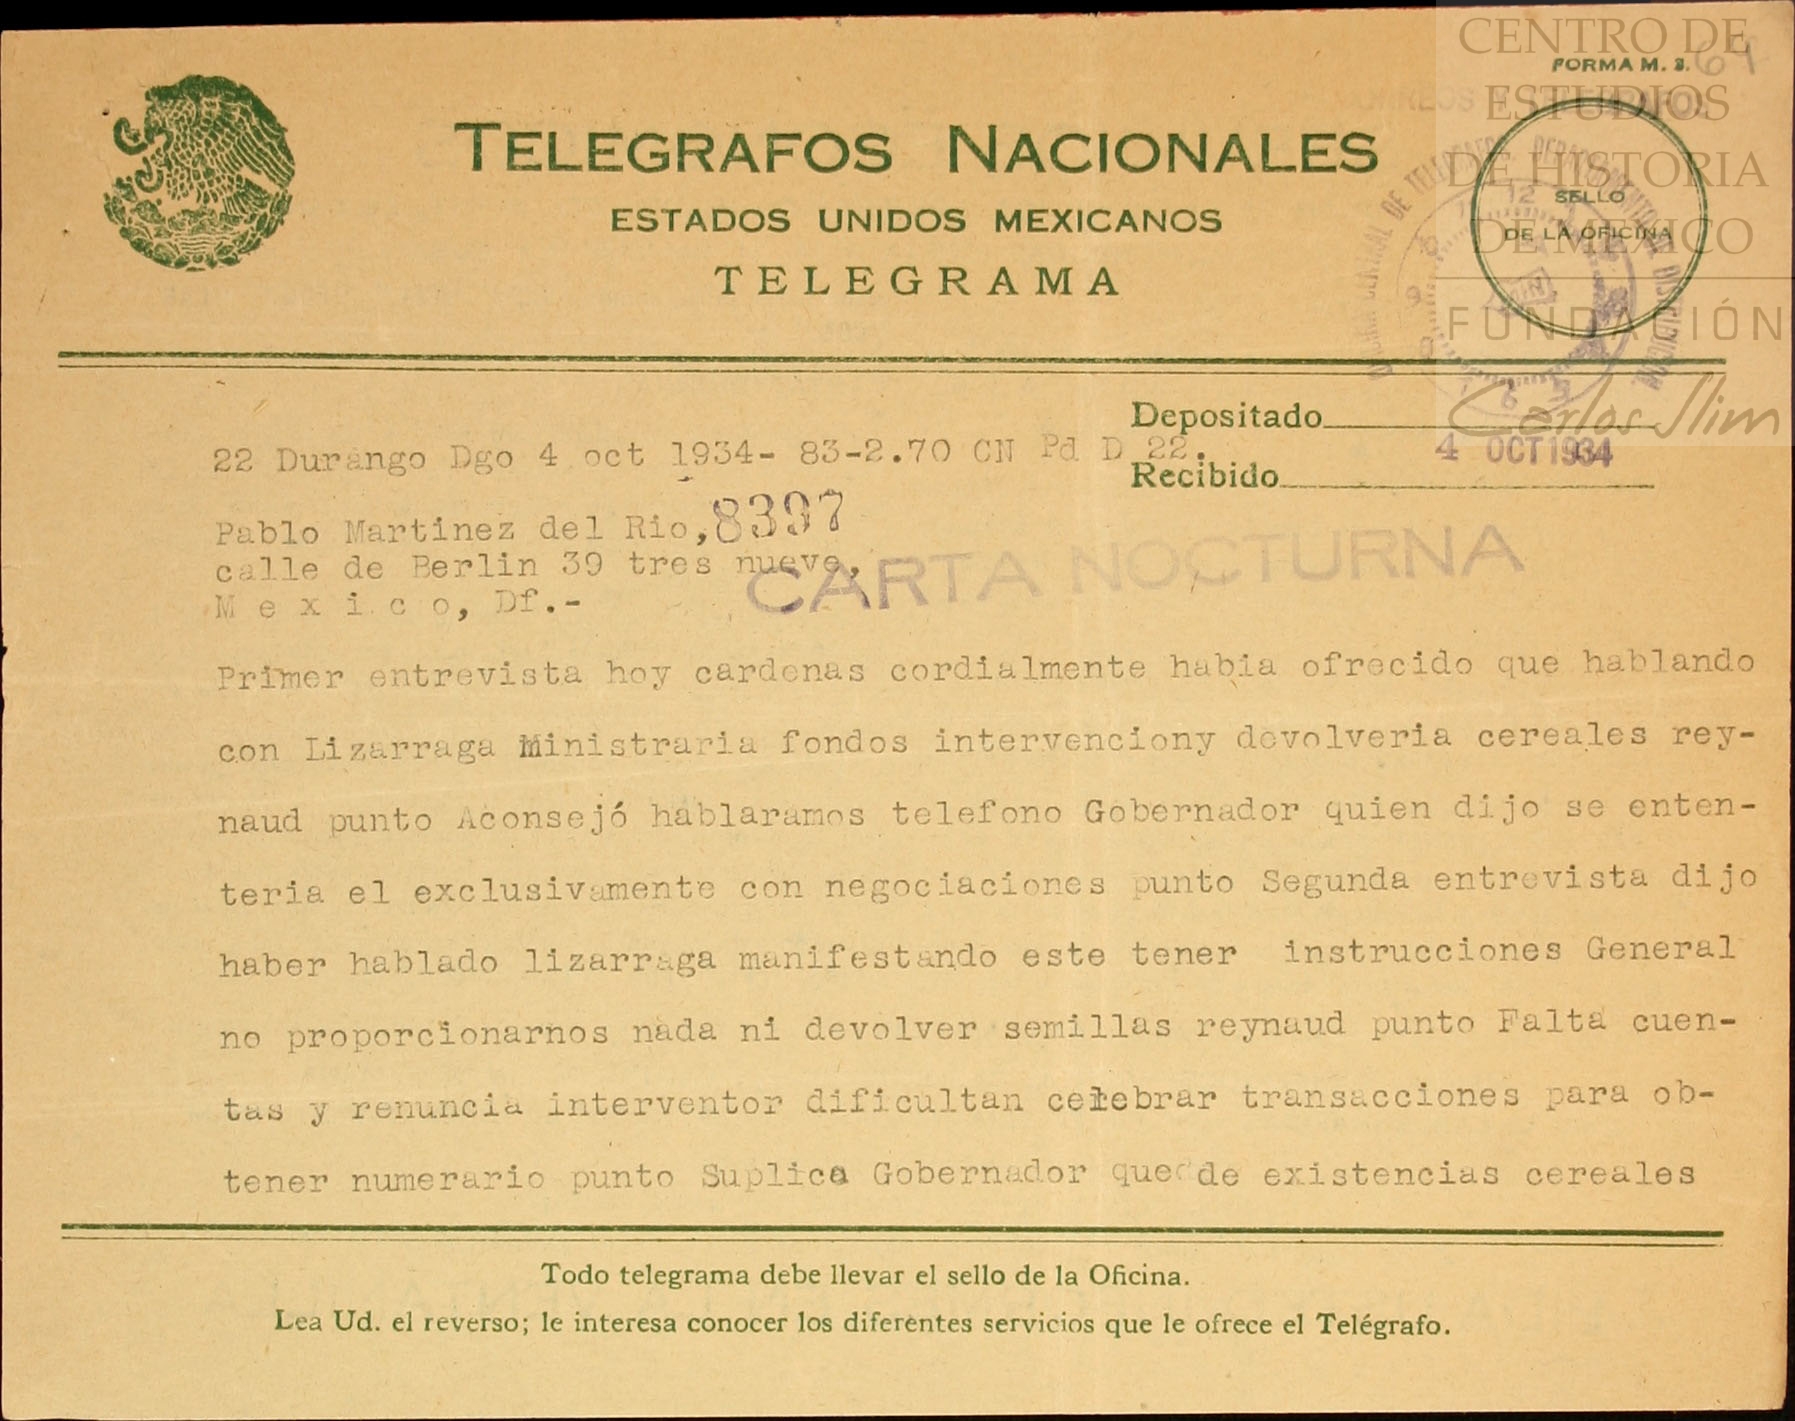 CENTRO DE
ESTUDIOS
DE HISTORIA
DE MÉXICO
FUNDACIÓN
Carlos Slim
FORMA M. 3.
64
TELEGRAFOS NACIONALES
ESTADOS UNIDOS MEXICANOS
TELEGRAMA
SELLO
DE LA OFICINA
Depositado
22 Durango Dgo 4 oct 1934- 83-2.70 CN Pd D 22.
4 OCT 1934
Recibido
Pablo Martinez del Rio, 8397
calle de Berlin 39 tres nueve,
CARTA NOCTURNA
M e x i c o, Df.-
Primer entrevista hoy cardenas cordialmente habia ofrecido que hablando
con Lizarraga Ministraria fondos intervenciony devolveria cereales rey-
naud punto Aconsejó hablaramos telefono Gobernador quien dijo se enten-
teria el exclusivamente con negociaciones punto Segunda entrevista dijo
haber hablado lizarraga manifestando este tener instrucciones General
no proporcionarnos nada ni devolver semillas reynaud punto Falta cuen-
tas y renuncia interventor dificultan celebrar transacciones para ob-
tener numerario punto Suplica Gobernador que de existencias cereales
Todo telegrama debe llevar el sello de la Oficina.
Lea Ud. el reverso; le interesa conocer los diferentes servicios que le ofrece el Telégrafo.